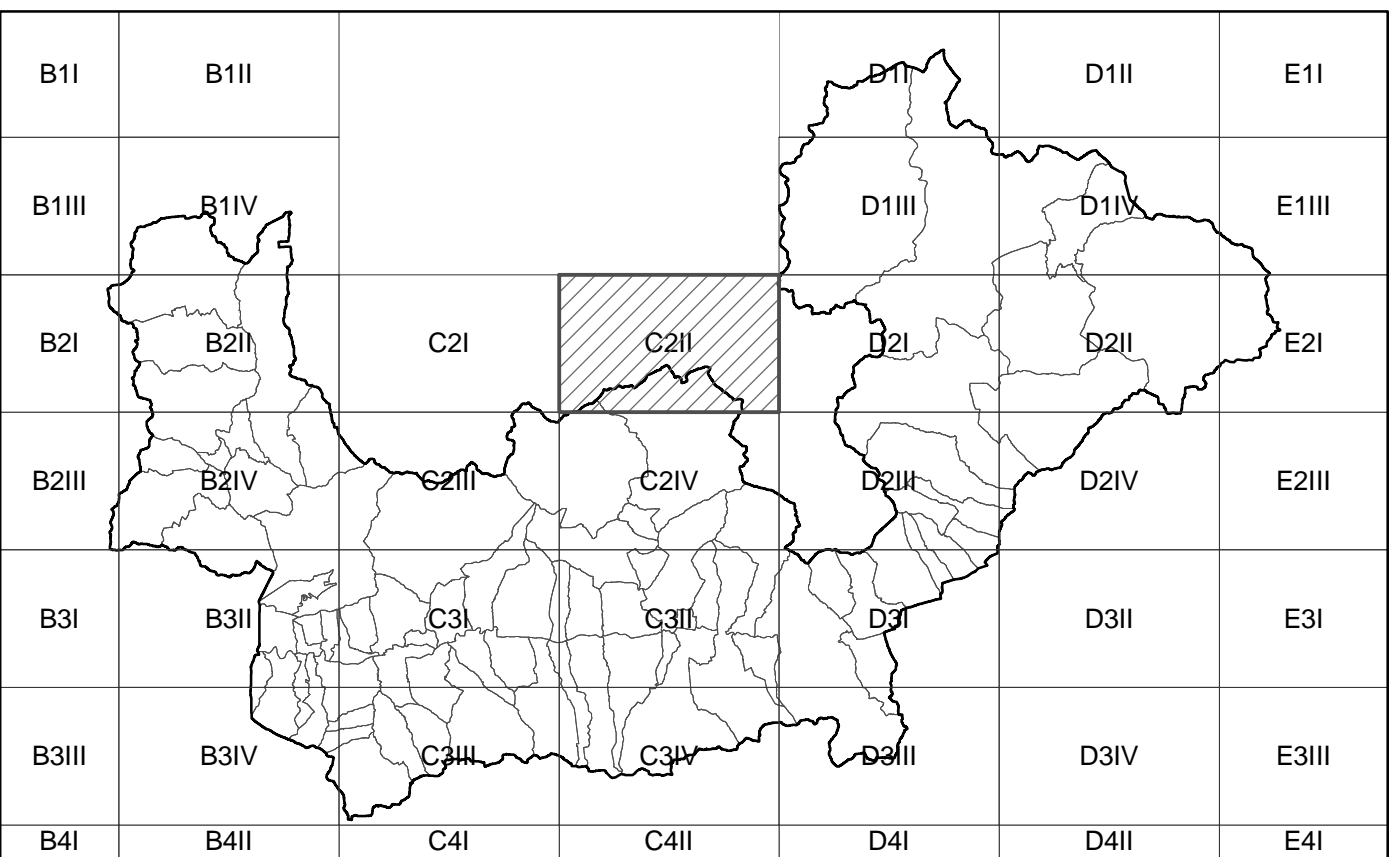 B1I B1II D1I D1II E1I
B1III B1IV D1III D1IV E1III
B2I B2II C2I C2II D2I D2II E2I
B2III B2IV C2III C2IV D2III D2IV E2III
B3I B3II C3I C3II D3I D3II E3I
B3III B3IV C3III C3IV D3III D3IV E3III
B4I B4II C4I C4II D4I D4II E4I